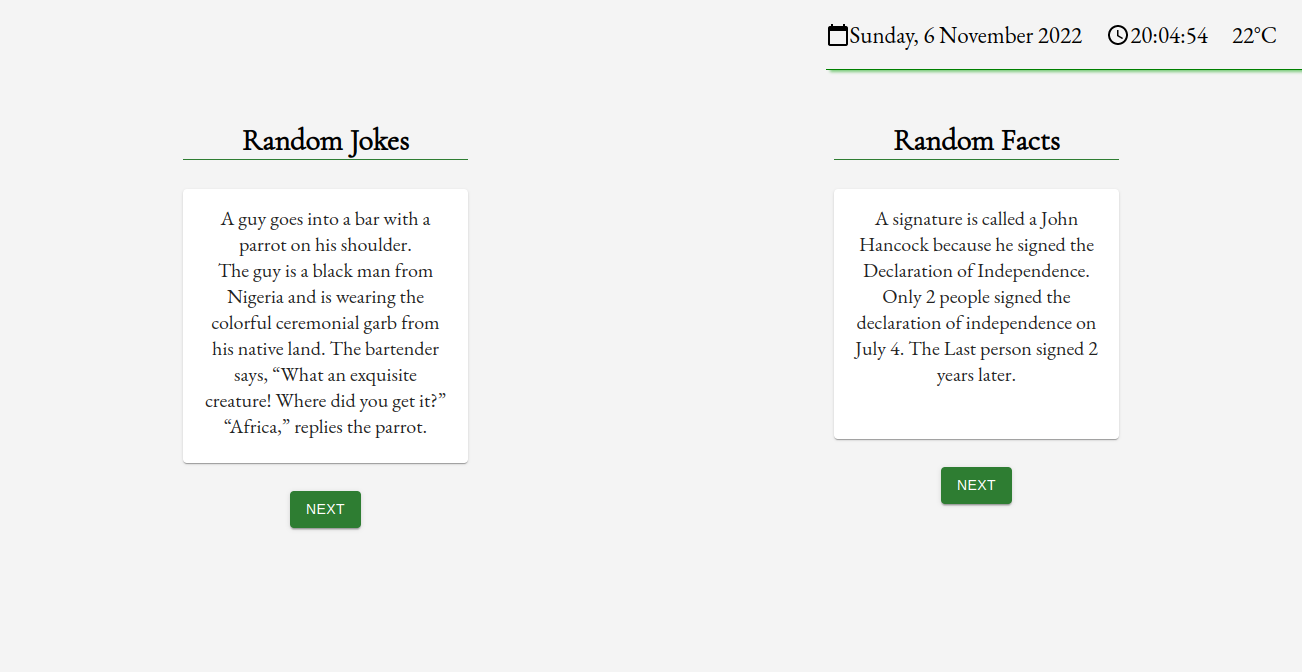 Sunday, 6 November 2022 20:04:54 22°C
Random Jokes
A guy goes into a bar with a
parrot on his shoulder.
The guy is a black man from
Nigeria and is wearing the
colorful ceremonial garb from
his native land. The bartender
says, “What an exquisite
creature! Where did you get it?”
“Africa,” replies the parrot.
NEXT
Random Facts
A signature is called a John
Hancock because he signed the
Declaration of Independence.
Only 2 people signed the
declaration of independence on
July 4. The Last person signed 2
years later.
NEXT